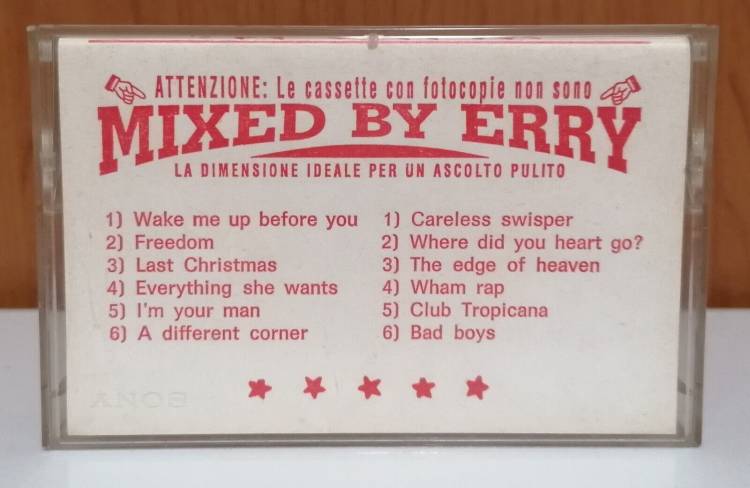 ATTENZIONE: Le cassette con fotocopie non sono
MIXED BY ERRY
LA DIMENSIONE IDEALE PER UN ASCOLTO PULITO
1) Wake me up before you
2) Freedom
3) Last Christmas
4) Everything she wants
5) I'm your man
6) A different corner
1) Careless swisper
2) Where did you heart go?
3) The edge of heaven
4) Wham rap
5) Club Tropicana
6) Bad boys
SONY